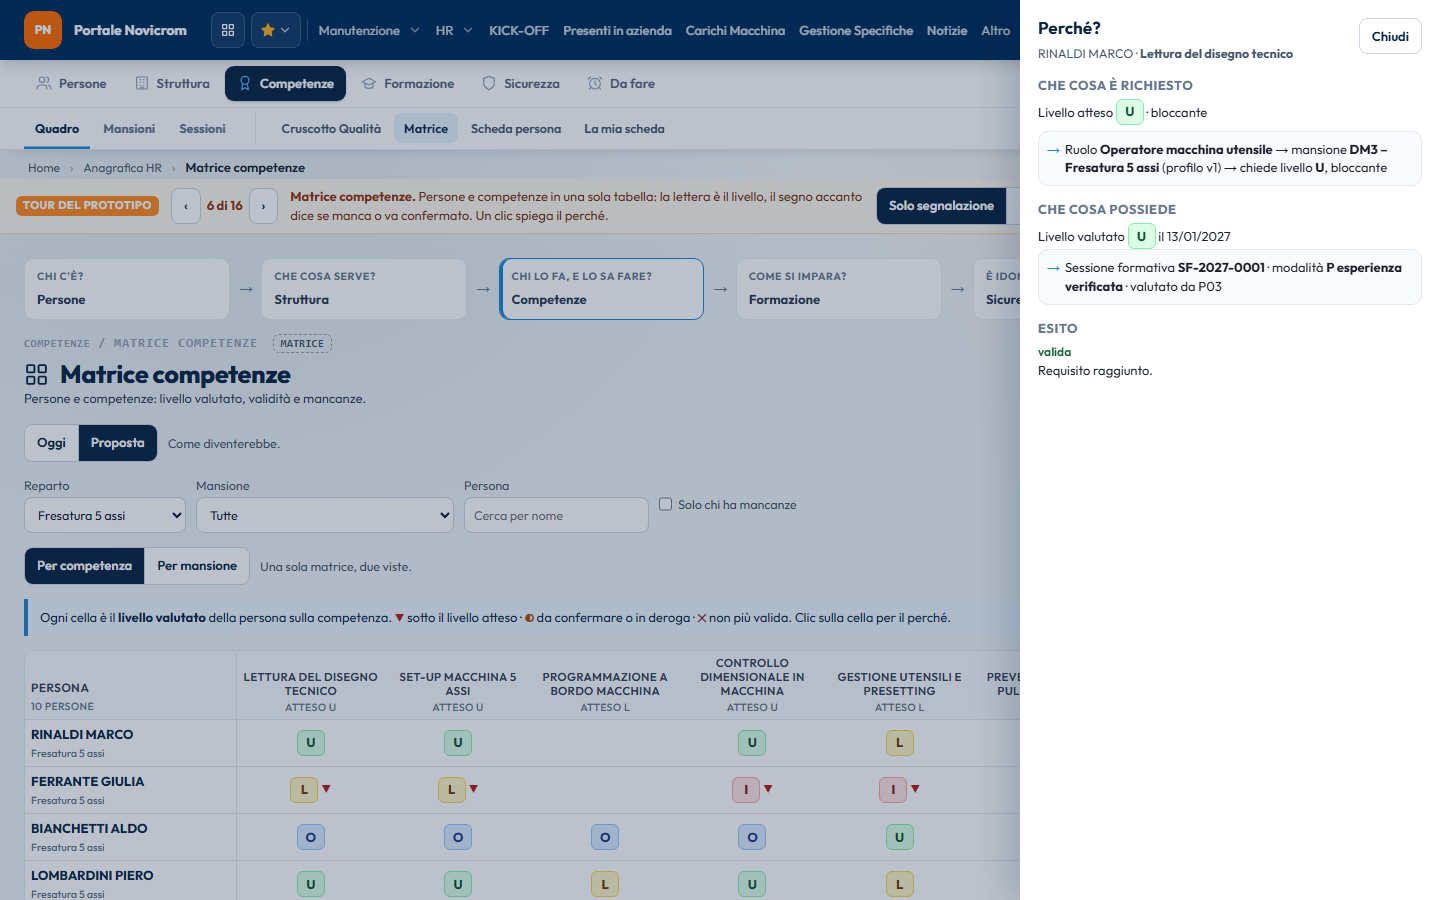 PN Portale Novicrom Manutenzione HR KICK-OFF Presenti in azienda Carichi Macchina Gestione Specifiche Notizie Altro
Persone Struttura Competenze Formazione Sicurezza Da fare
Quadro Mansioni Sessioni Cruscotto Qualità Matrice Scheda persona La mia scheda
Home › Anagrafica HR › Matrice competenze
TOUR DEL PROTOTIPO ‹ 6 di 16 ›
Matrice competenze. Persone e competenze in una sola tabella: la lettera è il livello, il segno accanto
dice se manca o va confermato. Un clic spiega il perché.
Solo segnalazione
CHI C'È?
Persone
→
CHE COSA SERVE?
Struttura
→
CHI LO FA, E LO SA FARE?
Competenze
→
COME SI IMPARA?
Formazione
→
È IDON
Sicure
COMPETENZE / MATRICE COMPETENZE MATRICE
Matrice competenze
Persone e competenze: livello valutato, validità e mancanze.
Oggi Proposta Come diventerebbe.
Reparto Mansione Persona
Fresatura 5 assi Tutte Cerca per nome Solo chi ha mancanze
Per competenza Per mansione Una sola matrice, due viste.
Ogni cella è il livello valutato della persona sulla competenza. ▼ sotto il livello atteso · ◐ da confermare o in deroga · ✕ non più valida. Clic sulla cella per il perché.
PERSONA
10 PERSONE
LETTURA DEL DISEGNO
TECNICO
ATTESO U
SET-UP MACCHINA 5
ASSI
ATTESO U
PROGRAMMAZIONE A
BORDO MACCHINA
ATTESO L
CONTROLLO
DIMENSIONALE IN
MACCHINA
ATTESO U
GESTIONE UTENSILI E
PRESETTING
ATTESO L
PREVE
PUL
RINALDI MARCO
Fresatura 5 assi
U U U L
FERRANTE GIULIA
Fresatura 5 assi
L ▼ L ▼ I ▼ I ▼
BIANCHETTI ALDO
Fresatura 5 assi
O O O O U
LOMBARDINI PIERO
Fresatura 5 assi
U U L U L
Perché?
Chiudi
RINALDI MARCO · Lettura del disegno tecnico
CHE COSA È RICHIESTO
Livello atteso U · bloccante
→ Ruolo Operatore macchina utensile → mansione DM3 –
Fresatura 5 assi (profilo v1) → chiede livello U, bloccante
CHE COSA POSSIEDE
Livello valutato U il 13/01/2027
→ Sessione formativa SF-2027-0001 · modalità P esperienza
verificata · valutato da P03
ESITO
valida
Requisito raggiunto.